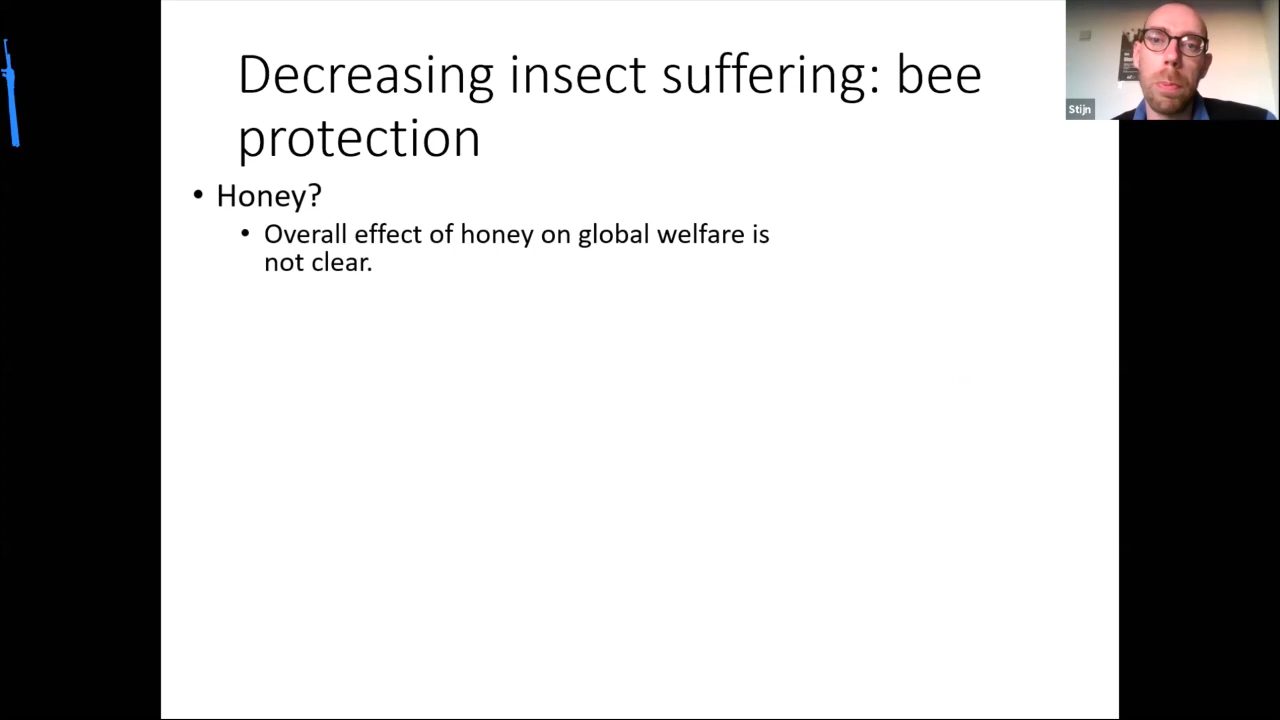 Decreasing insect suffering: bee
protection
• Honey?
• Overall effect of honey on global welfare is
not clear.
Stijn